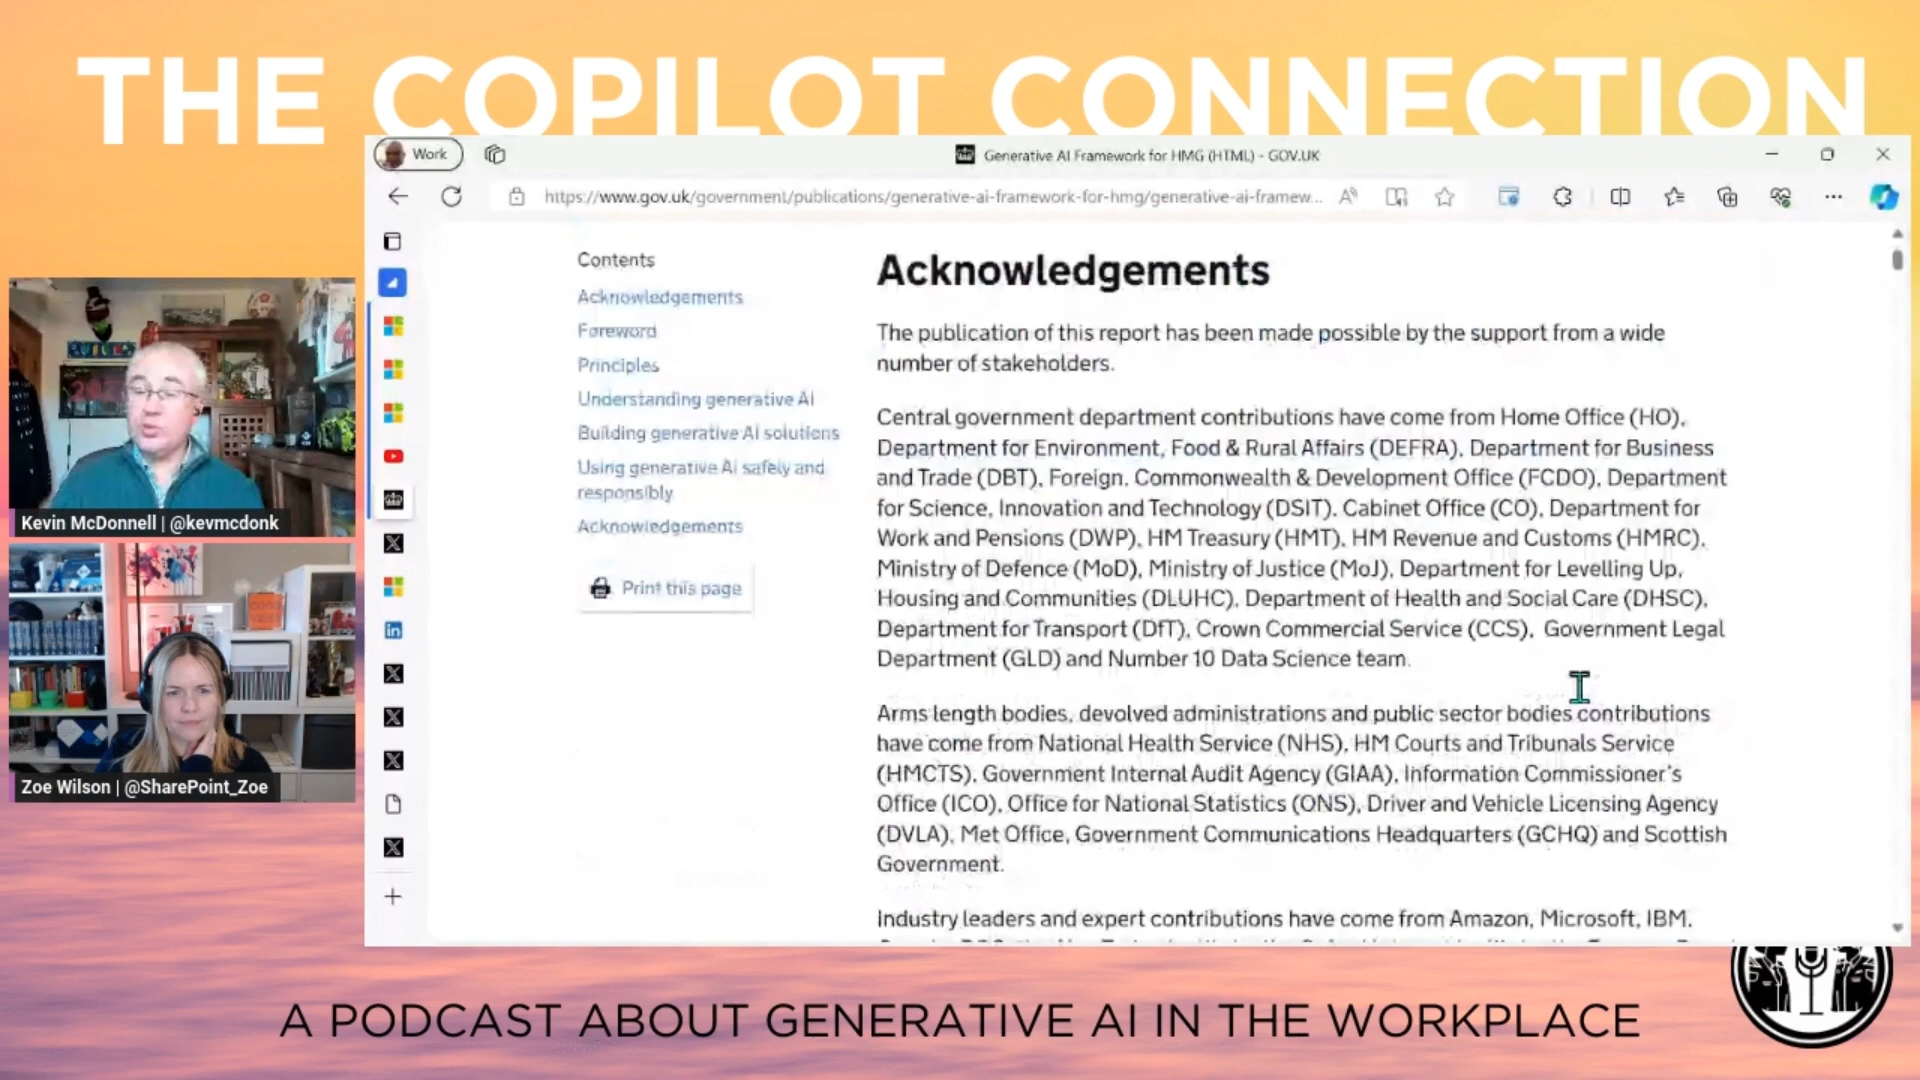 THE COPILOT CONNECTION
Work
Generative AI Framework for HMG (HTML) - GOV.UK
https://www.gov.uk/government/publications/generative-ai-framework-for-hmg/generative-ai-framew...
Contents
Acknowledgements
Foreword
Principles
Understanding generative AI
Building generative AI solutions
Using generative AI safely and
responsibly
Acknowledgements
Print this page
Acknowledgements
The publication of this report has been made possible by the support from a wide
number of stakeholders.
Central government department contributions have come from Home Office (HO),
Department for Environment, Food & Rural Affairs (DEFRA), Department for Business
and Trade (DBT), Foreign, Commonwealth & Development Office (FCDO), Department
for Science, Innovation and Technology (DSIT), Cabinet Office (CO), Department for
Work and Pensions (DWP), HM Treasury (HMT), HM Revenue and Customs (HMRC),
Ministry of Defence (MoD), Ministry of Justice (MoJ), Department for Levelling Up,
Housing and Communities (DLUHC), Department of Health and Social Care (DHSC),
Department for Transport (DfT), Crown Commercial Service (CCS), Government Legal
Department (GLD) and Number 10 Data Science team.
Arms length bodies, devolved administrations and public sector bodies contributions
have come from National Health Service (NHS), HM Courts and Tribunals Service
(HMCTS), Government Internal Audit Agency (GIAA), Information Commissioner's
Office (ICO), Office for National Statistics (ONS), Driver and Vehicle Licensing Agency
(DVLA), Met Office, Government Communications Headquarters (GCHQ) and Scottish
Government.
Industry leaders and expert contributions have come from Amazon, Microsoft, IBM,
Kevin McDonnell | @kevmcdonk
Zoe Wilson | @SharePoint_Zoe
A PODCAST ABOUT GENERATIVE AI IN THE WORKPLACE